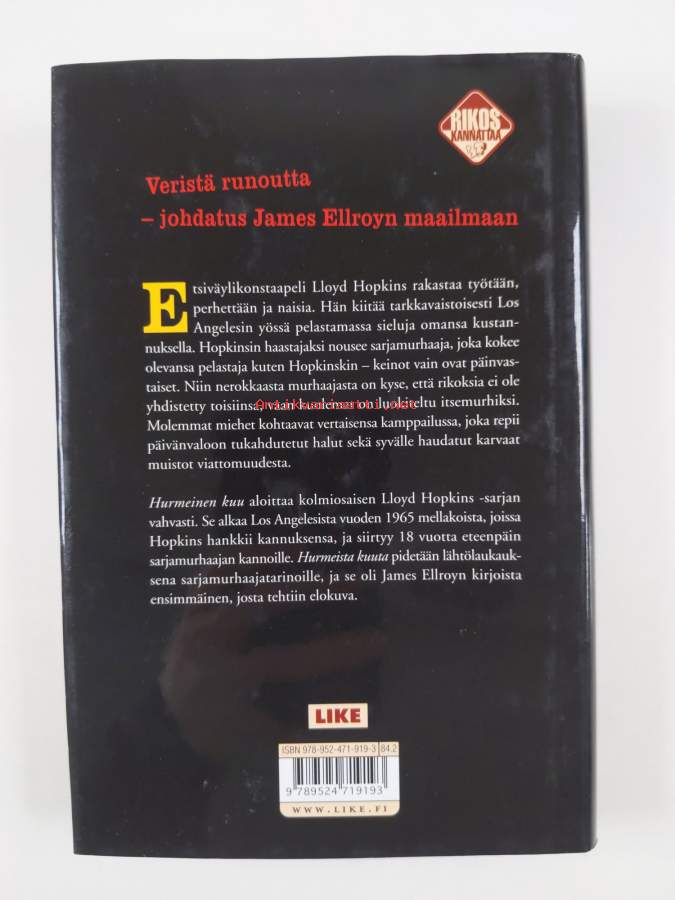 RIKOS
KANNATTAA
Veristä runoutta
– johdatus James Ellroyn maailmaan
Etsiväylikonstaapeli Lloyd Hopkins rakastaa työtään,
perhettään ja naisia. Hän kiitää tarkkavaistoisesti Los
Angelesin yössä pelastamassa sieluja omansa kustan-
nuksella. Hopkinsin haastajaksi nousee sarjamurhaaja, joka kokee
olevansa pelastaja kuten Hopkinskin – keinot vain ovat päinvas-
taiset. Niin nerokkaasta murhaajasta on kyse, että rikoksia ei ole
yhdistetty toisiinsa vaan kuolemat on luokiteltu itsemurhiksi.
Antikvariaatti.net
Molemmat miehet kohtaavat vertaisensa kamppailussa, joka repii
päivänvaloon tukahdutetut halut sekä syvälle haudatut karvaat
muistot viattomuudesta.
Hurmeinen kuu aloittaa kolmiosaisen Lloyd Hopkins -sarjan
vahvasti. Se alkaa Los Angelesista vuoden 1965 mellakoista, joissa
Hopkins hankkii kannuksensa, ja siirtyy 18 vuotta eteenpäin
sarjamurhaajan kannoille. Hurmeista kuuta pidetään lähtölaukauk-
sena sarjamurhaajatarinoille, ja se oli James Ellroyn kirjoista
ensimmäinen, josta tehtiin elokuva.
LIKE
ISBN 978-952-471-919-3 84.2
9 789524 719193
WWW.LIKE.FI